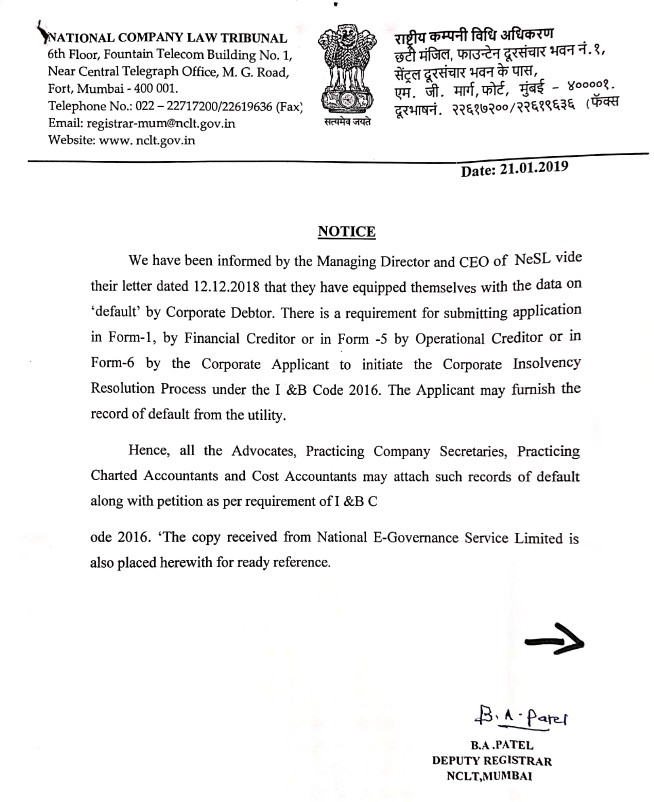 NATIONAL COMPANY LAW TRIBUNAL
6th Floor, Fountain Telecom Building No. 1,
Near Central Telegraph Office, M. G. Road,
Fort, Mumbai - 400 001.
Telephone No.: 022 – 22717200/22619636 (Fax)
Email: registrar-mum@nclt.gov.in
Website: www. nclt.gov.in
सत्यमेव जयते
राष्ट्रीय कम्पनी विधि अधिकरण
छटी मंजिल, फाउन्टेन दूरसंचार भवन नं.१,
सेंट्रल दूरसंचार भवन के पास,
एम. जी. मार्ग, फोर्ट, मुंबई – ४००००१.
दूरभाषनं. २२६१७२००/२२६१९६३६ (फॅक्स
Date: 21.01.2019
NOTICE
We have been informed by the Managing Director and CEO of NeSL vide
their letter dated 12.12.2018 that they have equipped themselves with the data on
‘default’ by Corporate Debtor. There is a requirement for submitting application
in Form-1, by Financial Creditor or in Form -5 by Operational Creditor or in
Form-6 by the Corporate Applicant to initiate the Corporate Insolvency
Resolution Process under the I &B Code 2016. The Applicant may furnish the
record of default from the utility.
Hence, all the Advocates, Practicing Company Secretaries, Practicing
Charted Accountants and Cost Accountants may attach such records of default
along with petition as per requirement of I &B C
ode 2016. ‘The copy received from National E-Governance Service Limited is
also placed herewith for ready reference.
B. A. Patel
B.A.PATEL
DEPUTY REGISTRAR
NCLT,MUMBAI